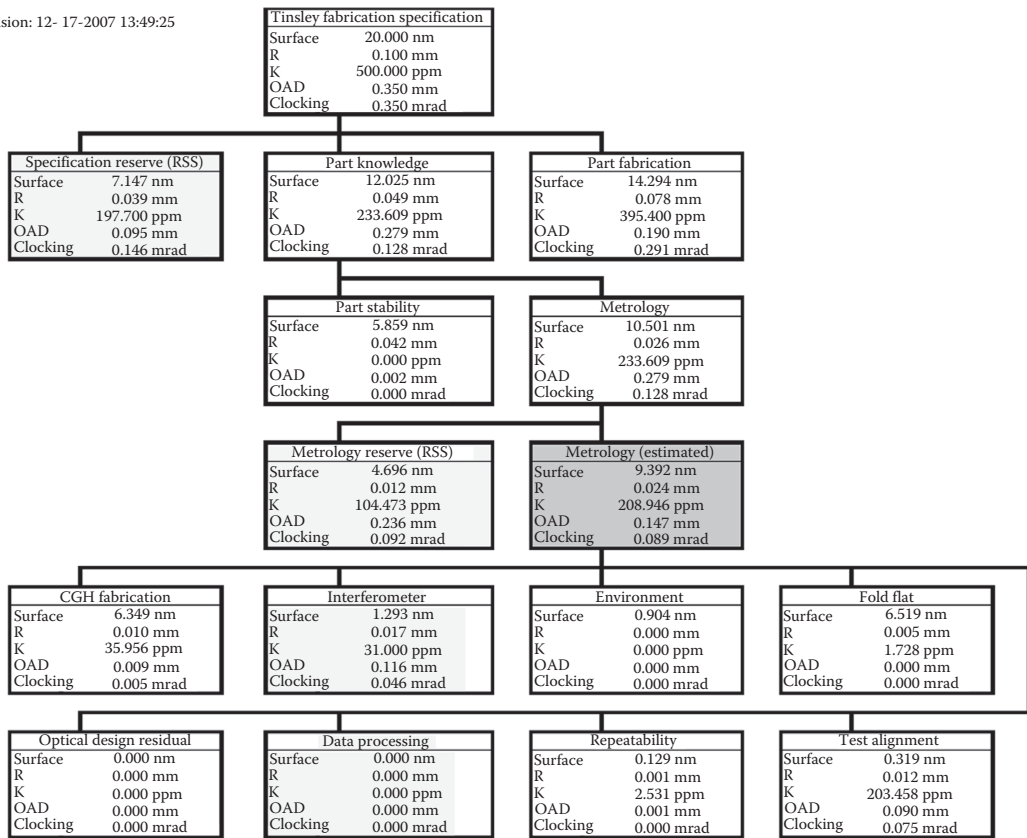 sion: 12- 17-2007 13:49:25
Tinsley fabrication specification
Surface 20.000 nm
R 0.100 mm
K 500.000 ppm
OAD 0.350 mm
Clocking 0.350 mrad
Specification reserve (RSS)
Surface 7.147 nm
R 0.039 mm
K 197.700 ppm
OAD 0.095 mm
Clocking 0.146 mrad
Part knowledge
Surface 12.025 nm
R 0.049 mm
K 233.609 ppm
OAD 0.279 mm
Clocking 0.128 mrad
Part fabrication
Surface 14.294 nm
R 0.078 mm
K 395.400 ppm
OAD 0.190 mm
Clocking 0.291 mrad
Part stability
Surface 5.859 nm
R 0.042 mm
K 0.000 ppm
OAD 0.002 mm
Clocking 0.000 mrad
Metrology
Surface 10.501 nm
R 0.026 mm
K 233.609 ppm
OAD 0.279 mm
Clocking 0.128 mrad
Metrology reserve (RSS)
Surface 4.696 nm
R 0.012 mm
K 104.473 ppm
OAD 0.236 mm
Clocking 0.092 mrad
Metrology (estimated)
Surface 9.392 nm
R 0.024 mm
K 208.946 ppm
OAD 0.147 mm
Clocking 0.089 mrad
CGH fabrication
Surface 6.349 nm
R 0.010 mm
K 35.956 ppm
OAD 0.009 mm
Clocking 0.005 mrad
Interferometer
Surface 1.293 nm
R 0.017 mm
K 31.000 ppm
OAD 0.116 mm
Clocking 0.046 mrad
Environment
Surface 0.904 nm
R 0.000 mm
K 0.000 ppm
OAD 0.000 mm
Clocking 0.000 mrad
Fold flat
Surface 6.519 nm
R 0.005 mm
K 1.728 ppm
OAD 0.000 mm
Clocking 0.000 mrad
Optical design residual
Surface 0.000 nm
R 0.000 mm
K 0.000 ppm
OAD 0.000 mm
Clocking 0.000 mrad
Data processing
Surface 0.000 nm
R 0.000 mm
K 0.000 ppm
OAD 0.000 mm
Clocking 0.000 mrad
Repeatability
Surface 0.129 nm
R 0.001 mm
K 2.531 ppm
OAD 0.001 mm
Clocking 0.000 mrad
Test alignment
Surface 0.319 nm
R 0.012 mm
K 203.458 ppm
OAD 0.090 mm
Clocking 0.075 mrad